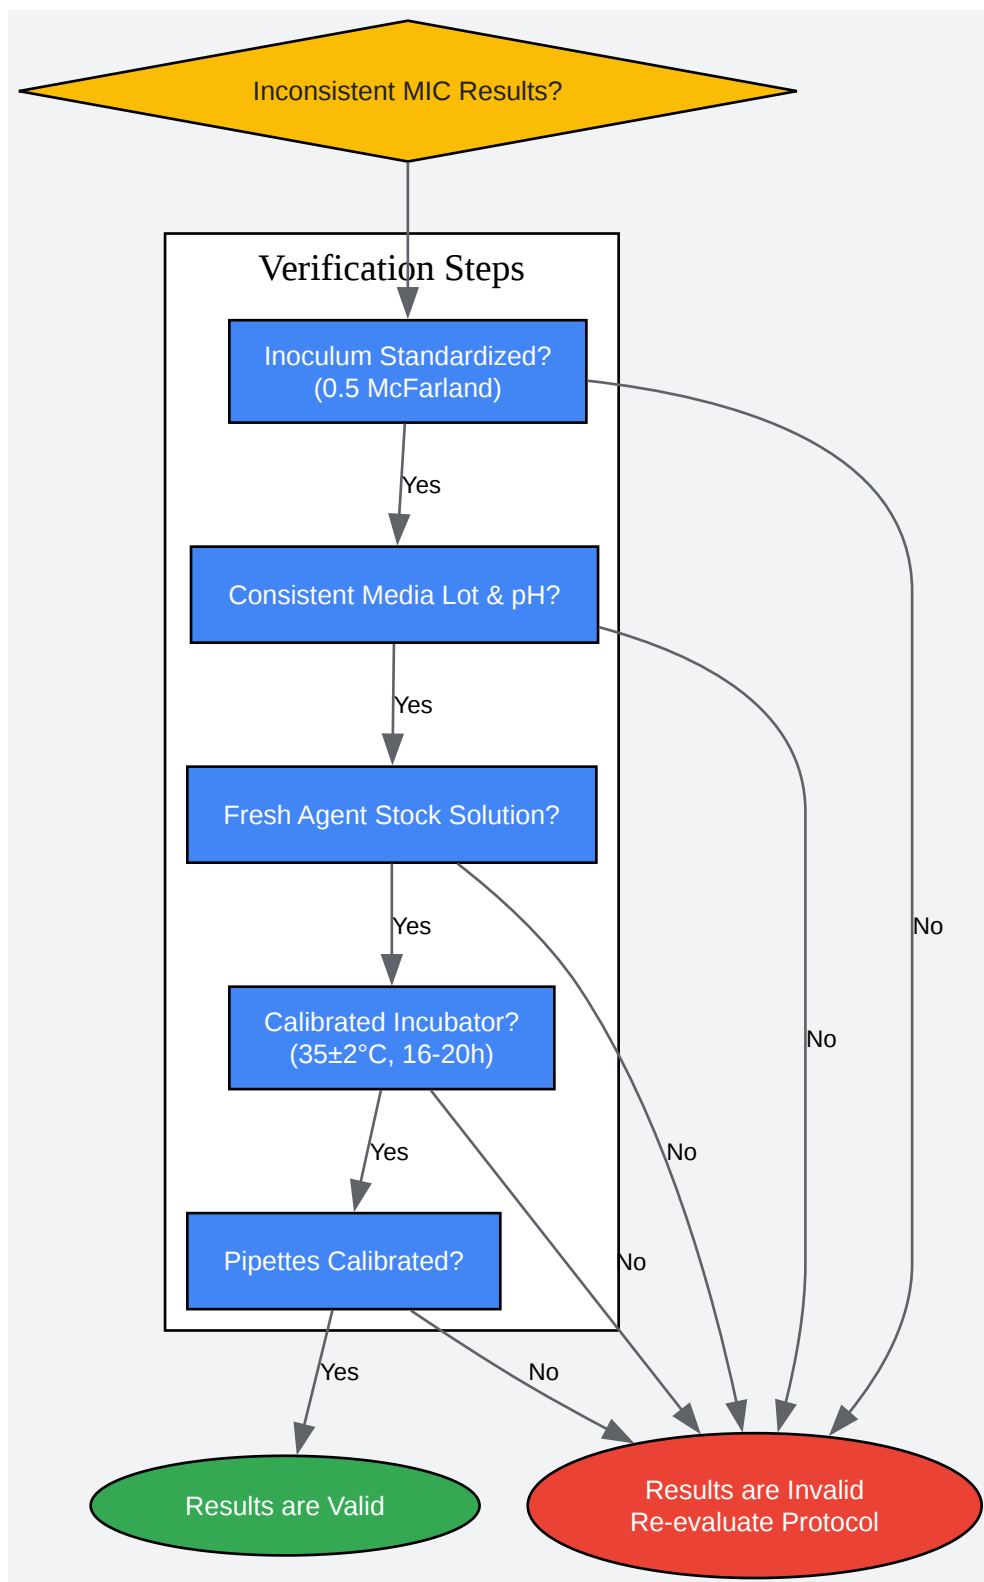 Inconsistent MIC Results?
Verification Steps
Inoculum Standardized?
(0.5 McFarland)
Yes
Consistent Media Lot & pH?
Yes
Fresh Agent Stock Solution?
Yes
No
Calibrated Incubator?
(35±2°C, 16-20h)
No
Yes
No
Pipettes Calibrated?
No
Yes
No
Results are Valid
Results are Invalid
Re-evaluate Protocol